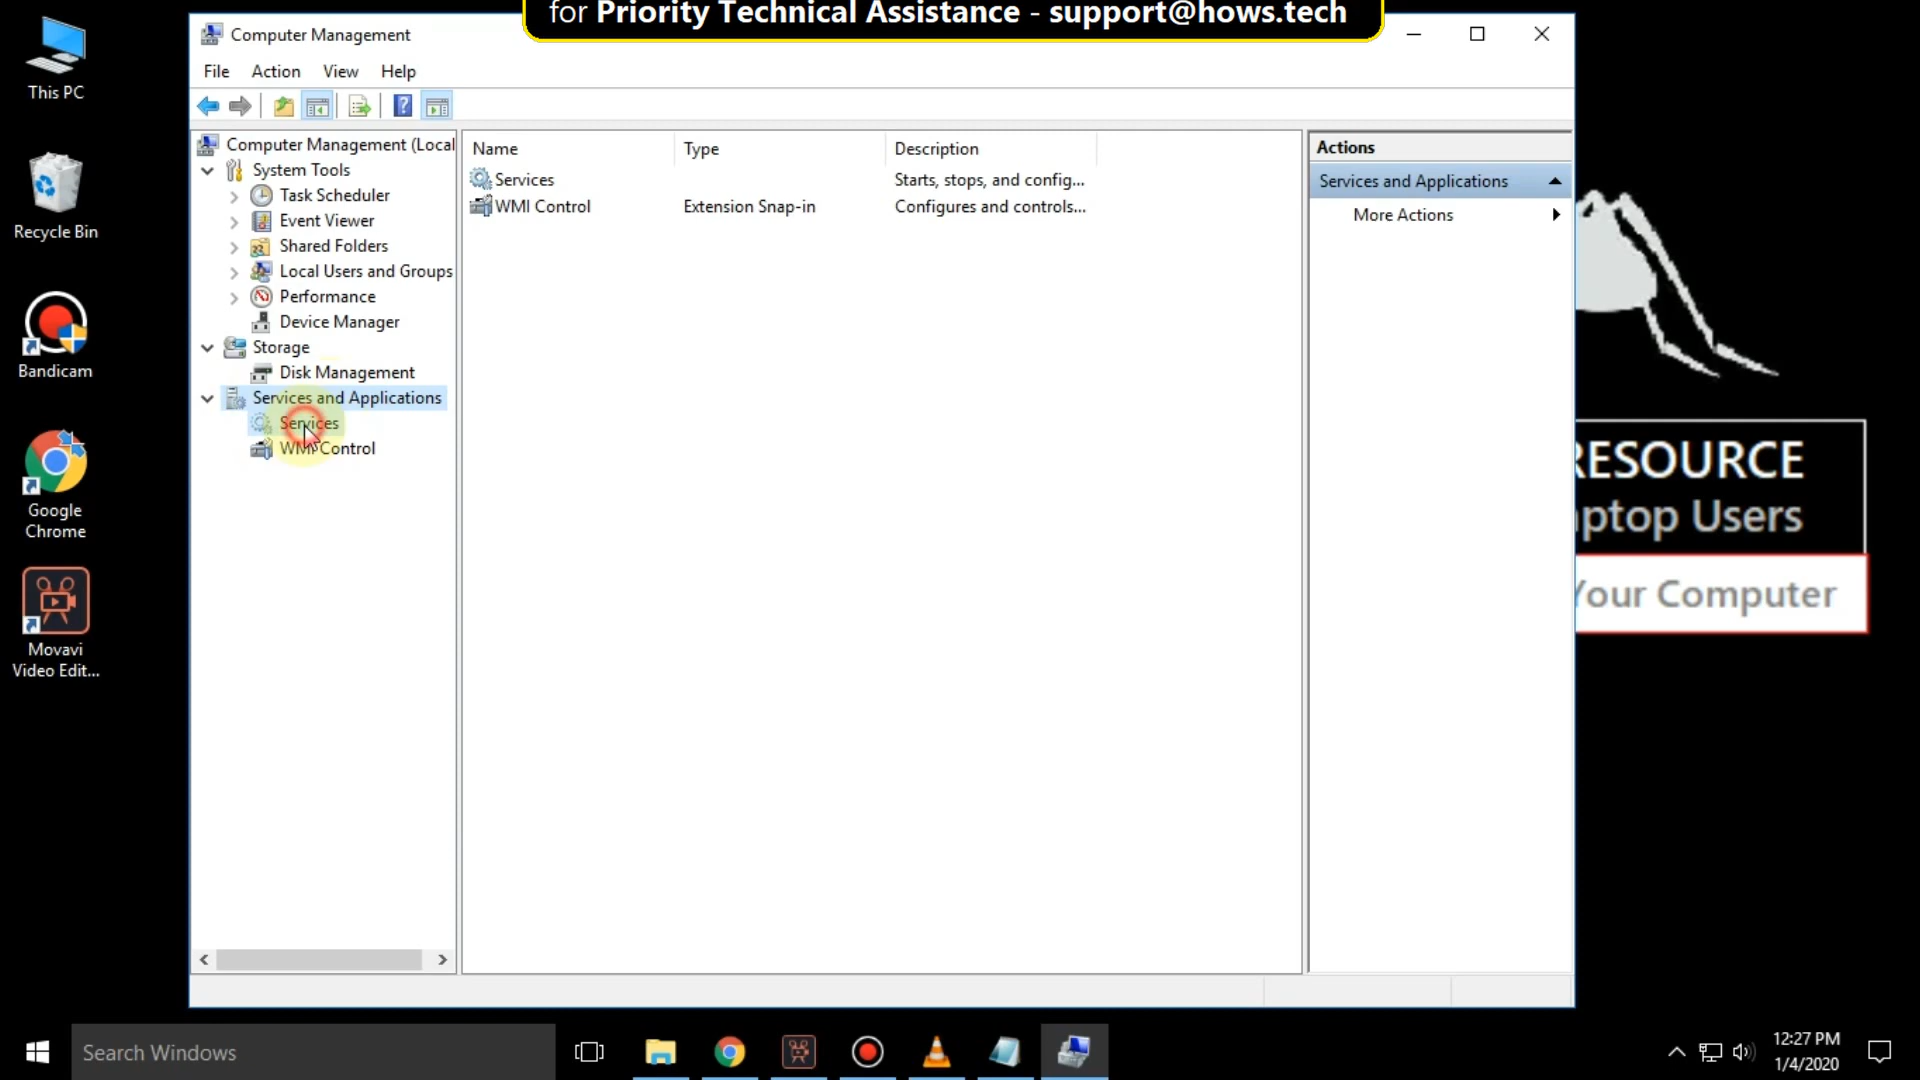 for Priority Technical Assistance - support@hows.tech
This PC
Recycle Bin
Bandicam
Google
Chrome
Movavi
Video Edit...
Computer Management
File Action View Help
Computer Management (Local
System Tools
Task Scheduler
Event Viewer
Shared Folders
Local Users and Groups
Performance
Device Manager
Storage
Disk Management
Services and Applications
Services
WMI Control
Name Type Description
Services Starts, stops, and config...
WMI Control Extension Snap-in Configures and controls...
Actions
Services and Applications
More Actions
RESOURCE
ptop Users
Your Computer
Search Windows
12:27 PM
1/4/2020